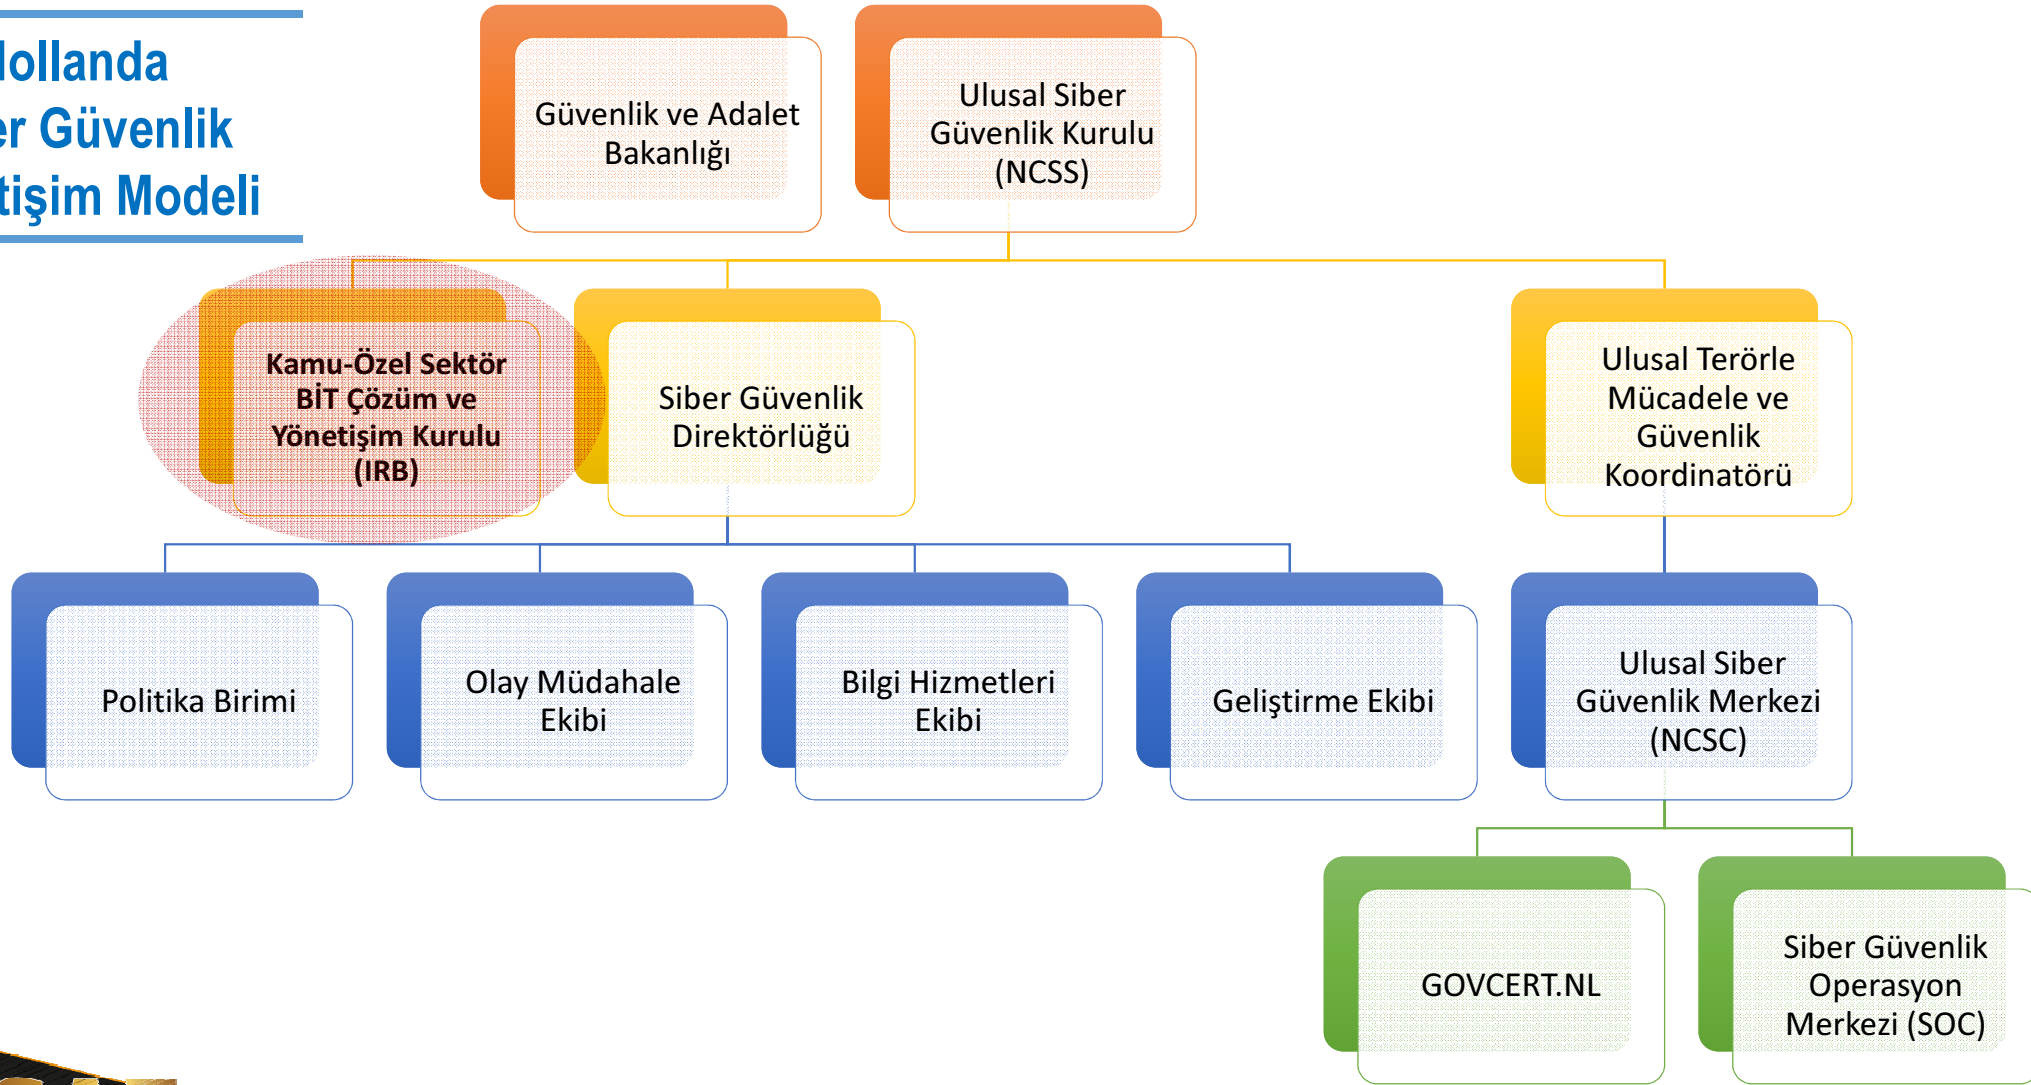 ollanda
er Güvenlik
tişim Modeli
Güvenlik ve Adalet
Bakanlığı
Ulusal Siber
Güvenlik Kurulu
(NCSS)
Kamu-Özel Sektör
BİT Çözüm ve
Yönetişim Kurulu
(IRB)
Siber Güvenlik
Direktörlüğü
Ulusal Terörle
Mücadele ve
Güvenlik
Koordinatörü
Politika Birimi
Olay Müdahale
Ekibi
Bilgi Hizmetleri
Ekibi
Geliştirme Ekibi
Ulusal Siber
Güvenlik Merkezi
(NCSC)
GOVCERT.NL
Siber Güvenlik
Operasyon
Merkezi (SOC)